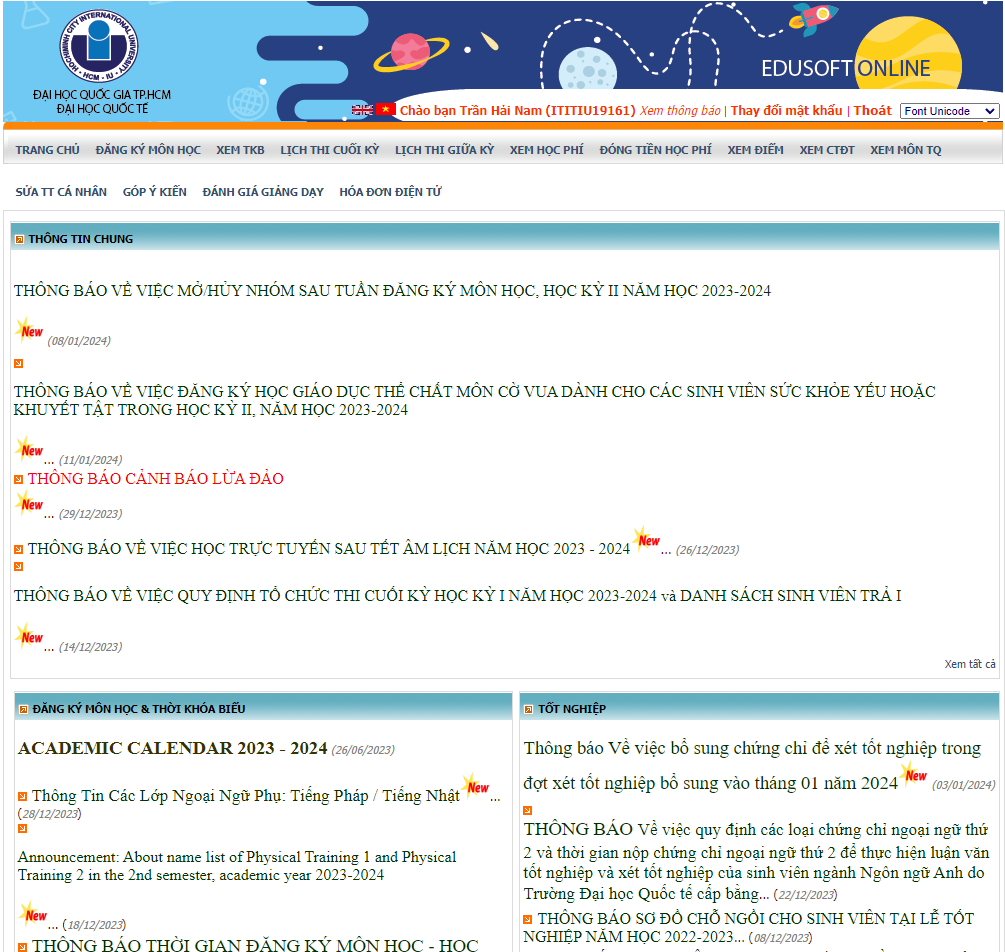 HOCHIMINH CITY INTERNATIONAL UNIVERSITY
- HCM - IU -
ĐẠI HỌC QUỐC GIA TP.HCM
ĐẠI HỌC QUỐC TẾ
EDUSOFT ONLINE
Chào bạn Trần Hải Nam (ITITIU19161) Xem thông báo | Thay đổi mật khẩu | Thoát Font Unicode
TRANG CHỦ ĐĂNG KÝ MÔN HỌC XEM TKB LỊCH THI CUỐI KỲ LỊCH THI GIỮA KỲ XEM HỌC PHÍ ĐÓNG TIỀN HỌC PHÍ XEM ĐIỂM XEM CTĐT XEM MÔN TQ
SỬA TT CÁ NHÂN GÓP Ý KIẾN ĐÁNH GIÁ GIẢNG DẠY HÓA ĐƠN ĐIỆN TỬ
THÔNG TIN CHUNG
THÔNG BÁO VỀ VIỆC MỞ/HỦY NHÓM SAU TUẦN ĐĂNG KÝ MÔN HỌC, HỌC KỲ II NĂM HỌC 2023-2024
New (08/01/2024)
THÔNG BÁO VỀ VIỆC ĐĂNG KÝ HỌC GIÁO DỤC THỂ CHẤT MÔN CỜ VUA DÀNH CHO CÁC SINH VIÊN SỨC KHỎE YẾU HOẶC
KHUYẾT TẬT TRONG HỌC KỲ II, NĂM HỌC 2023-2024
New ... (11/01/2024)
THÔNG BÁO CẢNH BÁO LỪA ĐẢO
New ... (29/12/2023)
THÔNG BÁO VỀ VIỆC HỌC TRỰC TUYẾN SAU TẾT ÂM LỊCH NĂM HỌC 2023 - 2024 New ... (26/12/2023)
THÔNG BÁO VỀ VIỆC QUY ĐỊNH TỔ CHỨC THI CUỐI KỲ HỌC KỲ I NĂM HỌC 2023-2024 và DANH SÁCH SINH VIÊN TRẢ I
New ... (14/12/2023)
Xem tất cả
ĐĂNG KÝ MÔN HỌC & THỜI KHÓA BIỂU
ACADEMIC CALENDAR 2023 - 2024 (26/06/2023)
Thông Tin Các Lớp Ngoại Ngữ Phụ: Tiếng Pháp / Tiếng Nhật New ...
(28/12/2023)
Announcement: About name list of Physical Training 1 and Physical
Training 2 in the 2nd semester, academic year 2023-2024
New ... (18/12/2023)
THÔNG BÁO THỜI GIAN ĐĂNG KÝ MÔN HỌC - HỌC
TỐT NGHIỆP
Thông báo Về việc bổ sung chứng chỉ để xét tốt nghiệp trong
đợt xét tốt nghiệp bổ sung vào tháng 01 năm 2024 New (03/01/2024)
THÔNG BÁO Về việc quy định các loại chứng chỉ ngoại ngữ thứ
2 và thời gian nộp chứng chỉ ngoại ngữ thứ 2 để thực hiện luận văn
tốt nghiệp và xét tốt nghiệp của sinh viên ngành Ngôn ngữ Anh do
Trường Đại học Quốc tế cấp bằng... (22/12/2023)
THÔNG BÁO SƠ ĐỒ CHỖ NGỒI CHO SINH VIÊN TẠI LỄ TỐT
NGHIỆP NĂM HỌC 2022-2023... (08/12/2023)